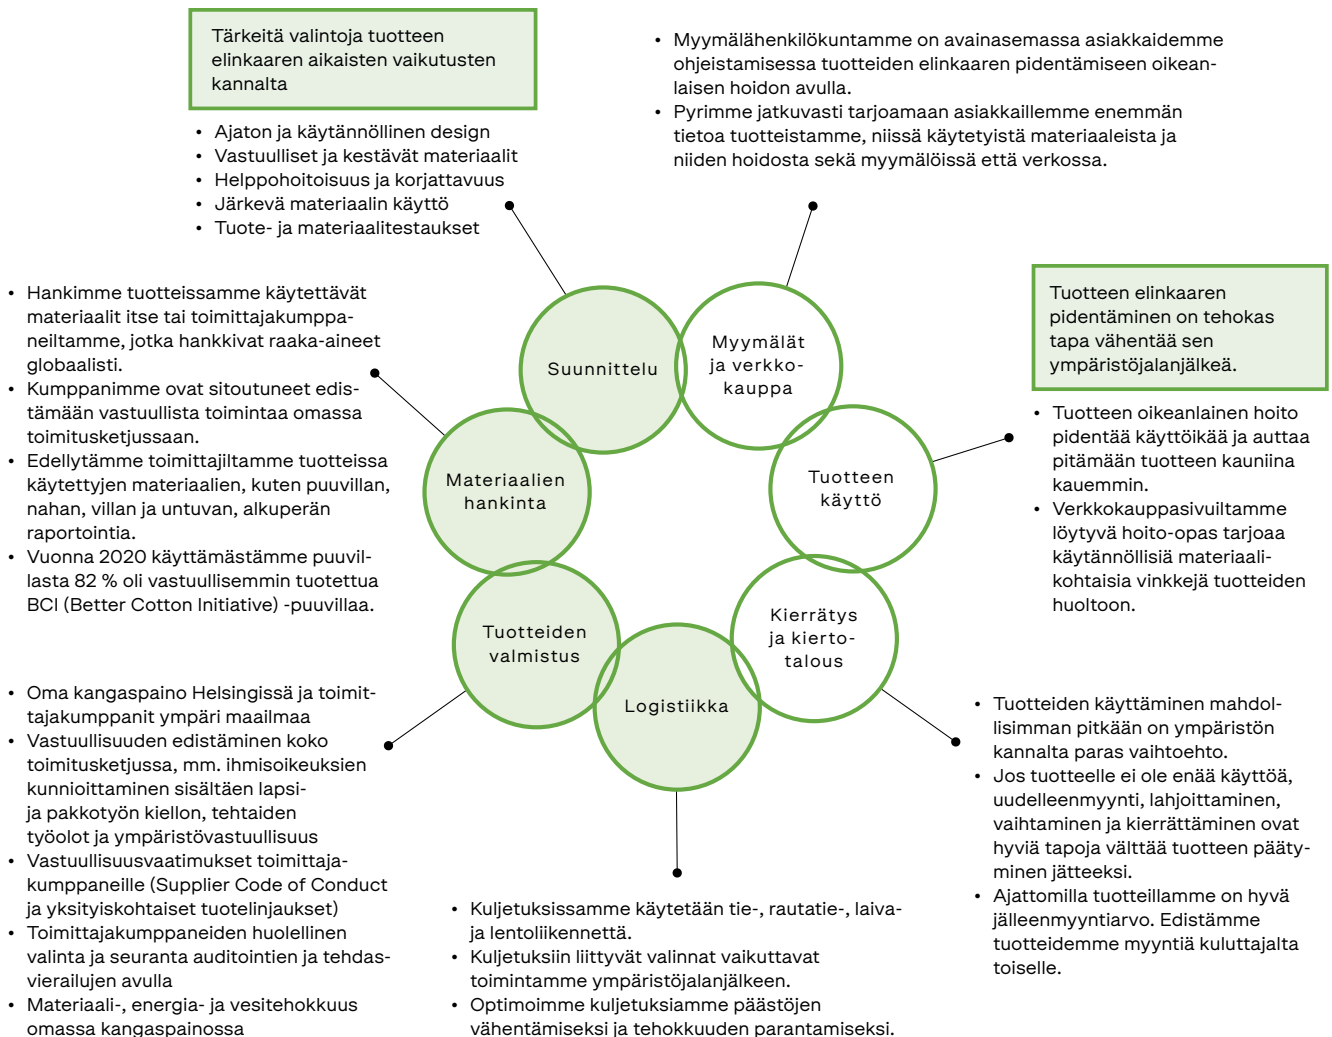 Tärkeitä valintoja tuotteen
elinkaaren aikaisten vaikutusten
kannalta
• Ajaton ja käytännöllinen design
• Vastuulliset ja kestävät materiaalit
• Helppohoitoisuus ja korjattavuus
• Järkevä materiaalin käyttö
• Tuote- ja materiaalitestaukset
• Myymälähenkilökuntamme on avainasemassa asiakkaidemme
ohjeistamisessa tuotteiden elinkaaren pidentämiseen oikean-
laisen hoidon avulla.
• Pyrimme jatkuvasti tarjoamaan asiakkaillemme enemmän
tietoa tuotteistamme, niissä käytetyistä materiaaleista ja
niiden hoidosta sekä myymälöissä että verkossa.
• Hankimme tuotteissamme käytettävät
materiaalit itse tai toimittajakumppa-
neiltamme, jotka hankkivat raaka-aineet
globaalisti.
• Kumppanimme ovat sitoutuneet edis-
tämään vastuullista toimintaa omassa
toimitusketjussaan.
• Edellytämme toimittajiltamme tuotteissa
käytettyjen materiaalien, kuten puuvillan,
nahan, villan ja untuvan, alkuperän
raportointia.
• Vuonna 2020 käyttämästämme puuvil-
lasta 82 % oli vastuullisemmin tuotettua
BCI (Better Cotton Initiative) -puuvillaa.
Suunnittelu
Myymälät
ja verkko-
kauppa
Materiaalien
hankinta
Tuotteen
käyttö
Tuotteiden
valmistus
Kierrätys
ja kierto-
talous
Logistiikka
Tuotteen elinkaaren
pidentäminen on tehokas
tapa vähentää sen
ympäristöjalanjälkeä.
• Tuotteen oikeanlainen hoito
pidentää käyttöikää ja auttaa
pitämään tuotteen kauniina
kauemmin.
• Verkkokauppasivuiltamme
löytyvä hoito-opas tarjoaa
käytännöllisiä materiaali-
kohtaisia vinkkejä tuotteiden
huoltoon.
• Oma kangaspaino Helsingissä ja toimit-
tajakumppanit ympäri maailmaa
• Vastuullisuuden edistäminen koko
toimitusketjussa, mm. ihmisoikeuksien
kunnioittaminen sisältäen lapsi-
ja pakkotyön kiellon, tehtaiden
työolot ja ympäristövastuullisuus
• Vastuullisuusvaatimukset toimittaja-
kumppaneille (Supplier Code of Conduct
ja yksityiskohtaiset tuotelinjaukset)
• Toimittajakumppaneiden huolellinen
valinta ja seuranta auditointien ja tehdas-
vierailujen avulla
• Materiaali-, energia- ja vesitehokkuus
omassa kangaspainossa
• Kuljetuksissamme käytetään tie-, rautatie-, laiva-
ja lentoliikennettä.
• Kuljetuksiin liittyvät valinnat vaikuttavat
toimintamme ympäristöjalanjälkeen.
• Optimoimme kuljetuksiamme päästöjen
vähentämiseksi ja tehokkuuden parantamiseksi.
• Tuotteiden käyttäminen mahdol-
lisimman pitkään on ympäristön
kannalta paras vaihtoehto.
• Jos tuotteelle ei ole enää käyttöä,
uudelleenmyynti, lahjoittaminen,
vaihtaminen ja kierrättäminen ovat
hyviä tapoja välttää tuotteen pääty-
minen jätteeksi.
• Ajattomilla tuotteillamme on hyvä
jälleenmyyntiarvo. Edistämme
tuotteidemme myyntiä kuluttajalta
toiselle.